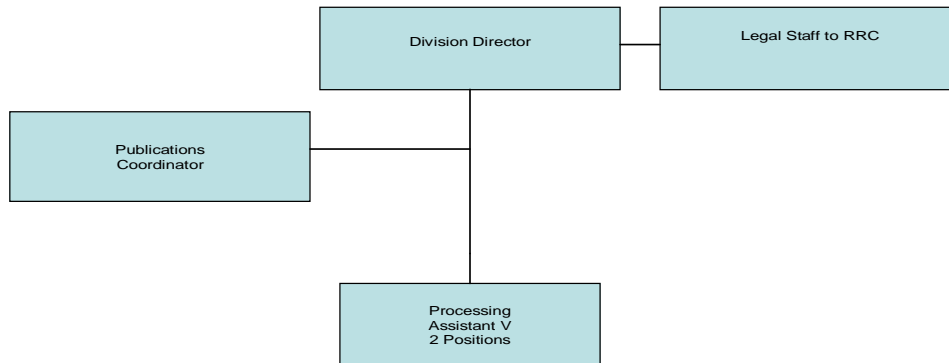 Division Director
Legal Staff to RRC
Publications
Coordinator
Processing
Assistant V
2 Positions